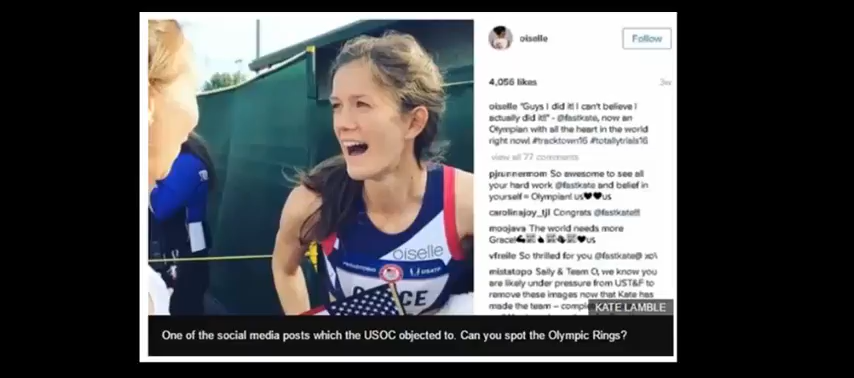 oiselle
Follow
4,056 likes
3w
oiselle "Guys I did it! I can't believe I
actually did it!" - @fastkate, now an
Olympian with all the heart in the world
right now! #tracktown16 #totallytrials16
view all 77 comments
pjrunnermom So awesome to see all
your hard work @fastkate and belief in
yourself = Olympian! us♥♥us
carolinajoy_tjl Congrats @fastkate!!!
moojava The world needs more
Grace!
vfreile So thrilled for you @fastkate@
mistatopo Sally & Team O, we know you
are likely under pressure from UST&F to
remove these images now that Kate has
made the team –
KATE LAMBLE
oiselle
USATF
One of the social media posts which the USOC objected to. Can you spot the Olympic Rings?